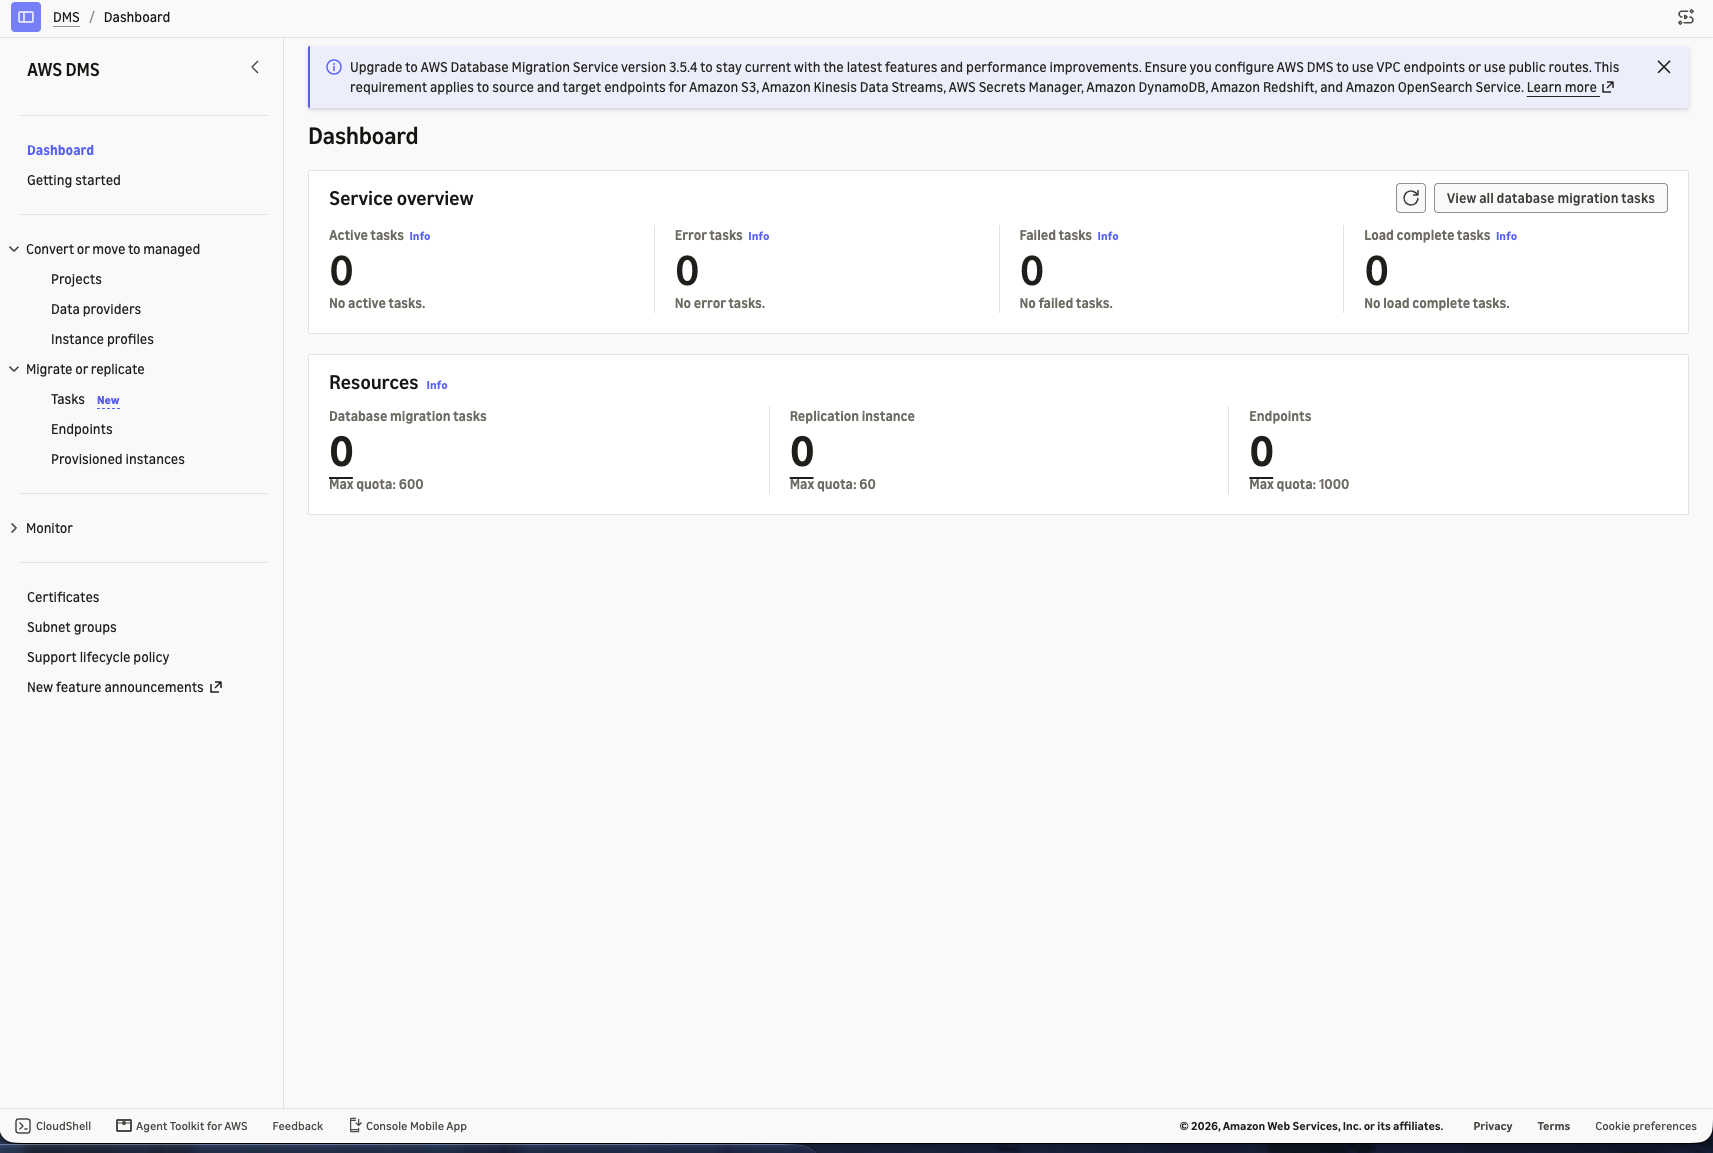 DMS / Dashboard
AWS DMS
Dashboard
Getting started
Convert or move to managed
Projects
Data providers
Instance profiles
Migrate or replicate
Tasks New
Endpoints
Provisioned instances
Monitor
Certificates
Subnet groups
Support lifecycle policy
New feature announcements
Upgrade to AWS Database Migration Service version 3.5.4 to stay current with the latest features and performance improvements. Ensure you configure AWS DMS to use VPC endpoints or use public routes. This
requirement applies to source and target endpoints for Amazon S3, Amazon Kinesis Data Streams, AWS Secrets Manager, Amazon DynamoDB, Amazon Redshift, and Amazon OpenSearch Service. Learn more
Dashboard
Service overview
View all database migration tasks
Active tasks Info
0
No active tasks.
Error tasks Info
0
No error tasks.
Failed tasks Info
0
No failed tasks.
Load complete tasks Info
0
No load complete tasks.
Resources Info
Database migration tasks
0
Max quota: 600
Replication instance
0
Max quota: 60
Endpoints
0
Max quota: 1000
CloudShell
Agent Toolkit for AWS
Feedback
Console Mobile App
© 2026, Amazon Web Services, Inc. or its affiliates.
Privacy
Terms
Cookie preferences